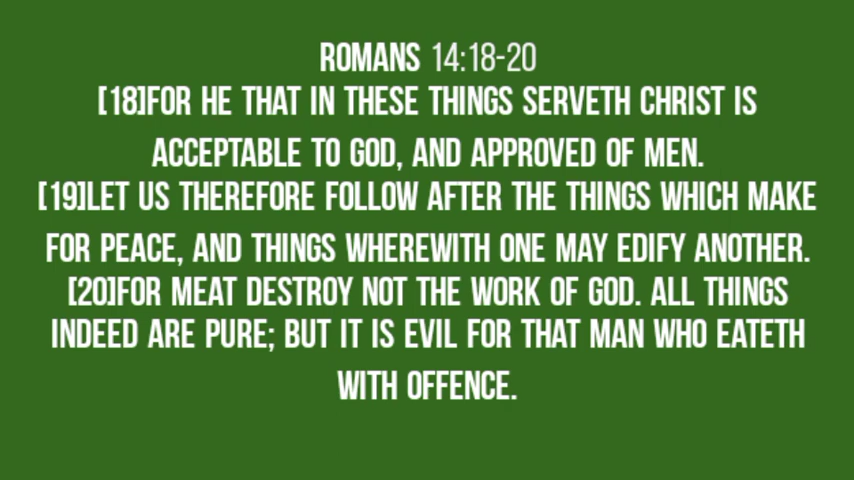 ROMANS 14:18-20
[18]FOR HE THAT IN THESE THINGS SERVETH CHRIST IS
ACCEPTABLE TO GOD, AND APPROVED OF MEN.
[19]LET US THEREFORE FOLLOW AFTER THE THINGS WHICH MAKE
FOR PEACE, AND THINGS WHEREWITH ONE MAY EDIFY ANOTHER.
[20]FOR MEAT DESTROY NOT THE WORK OF GOD. ALL THINGS
INDEED ARE PURE; BUT IT IS EVIL FOR THAT MAN WHO EATETH
WITH OFFENCE.